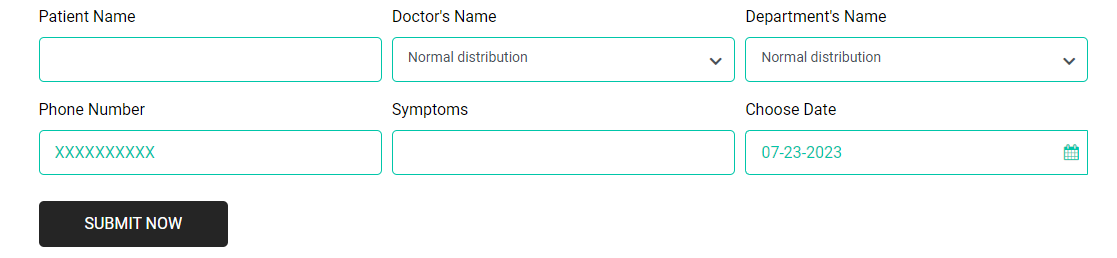 Patient Name Doctor's Name Department's Name
Normal distribution Normal distribution
Phone Number Symptoms Choose Date
XXXXXXXXXX 07-23-2023
SUBMIT NOW